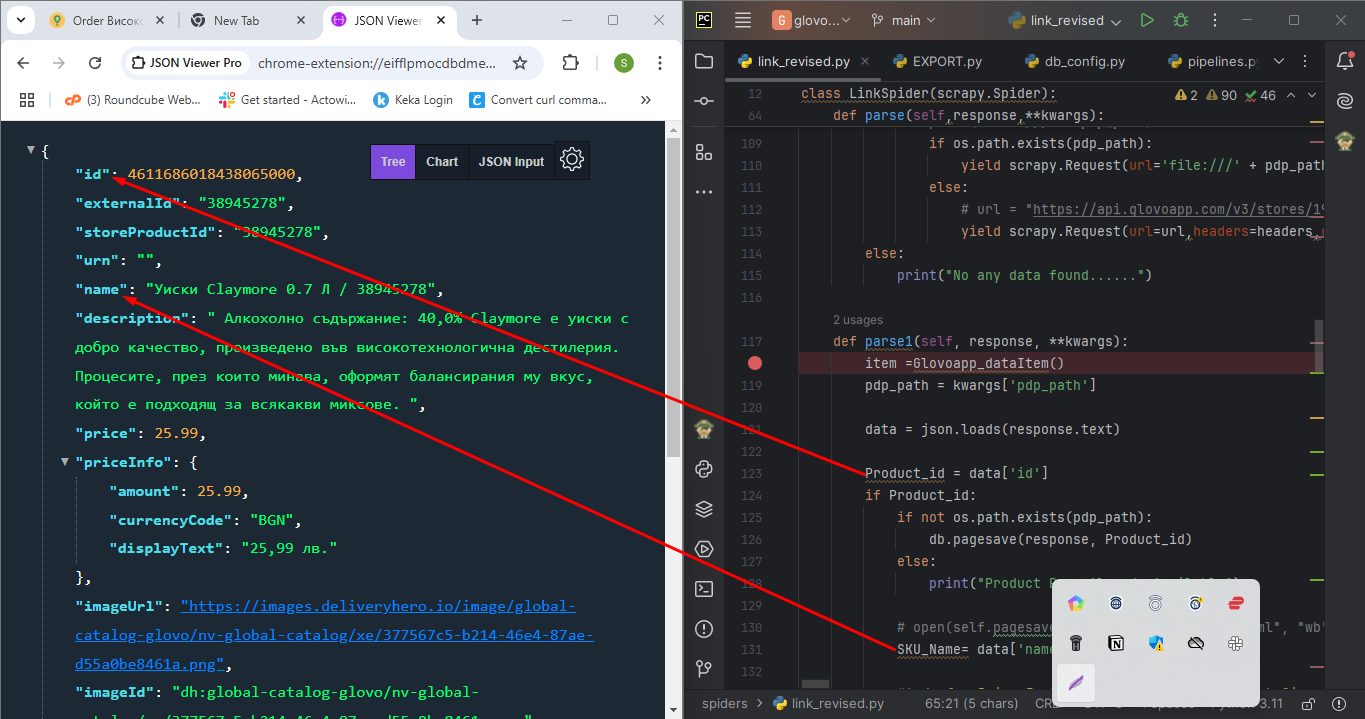 Order Високо
New Tab
JSON Viewer
JSON Viewer Pro
chrome-extension://eifflpmocdbdme...
S
(3) Roundcube Web...
Get started - Actowi...
Keka Login
Convert curl comma...
{
Tree
Chart
JSON Input
"id": 4611686018438065000,
"externalId": "38945278",
"storeProductId": "38945278",
"urn": "",
"name": "Уиски Claymore 0.7 Л / 38945278",
"description": " Алкохолно съдържание: 40,0% Claymore е уиски с
добро качество, произведено във високотехнологична дестилерия.
Процесите, през които минава, оформят балансирания му вкус,
който е подходящ за всякакви миксове. ",
"price": 25.99,
"priceInfo": {
"amount": 25.99,
"currencyCode": "BGN",
"displayText": "25,99 лв."
},
"imageUrl": "https://images.deliveryhero.io/image/global-
catalog-glovo/nv-global-catalog/xe/377567c5-b214-46e4-87ae-
d55a0be8461a.png",
"imageId": "dh:global-catalog-glovo/nv-global-
PC
G
glovo...
main
link_revised
link_revised.py
EXPORT.py
db_config.py
pipelines.p
12 class LinkSpider(scrapy.Spider):
2 90 46
64 def parse(self,response,**kwargs):
109 if os.path.exists(pdp_path):
110 yield scrapy.Request(url='file:///' + pdp_path
111 else:
112 # url = "https://api.glovoapp.com/v3/stores/19
113 yield scrapy.Request(url=url,headers=headers,
114 else:
115 print("No any data found......")
116
2 usages
117 def parse1(self, response, **kwargs):
item =Glovoapp_dataItem()
119 pdp_path = kwargs['pdp_path']
120
121 data = json.loads(response.text)
122
123 Product_id = data['id']
124 if Product_id:
125 if not os.path.exists(pdp_path):
126 db.pagesave(response, Product_id)
127 else:
128 print("Product
129
130 # open(self.pagesave ml", "wb'
131 SKU_Name= data['name
132
spiders
link_revised.py
65:21 (5 chars)
3.11